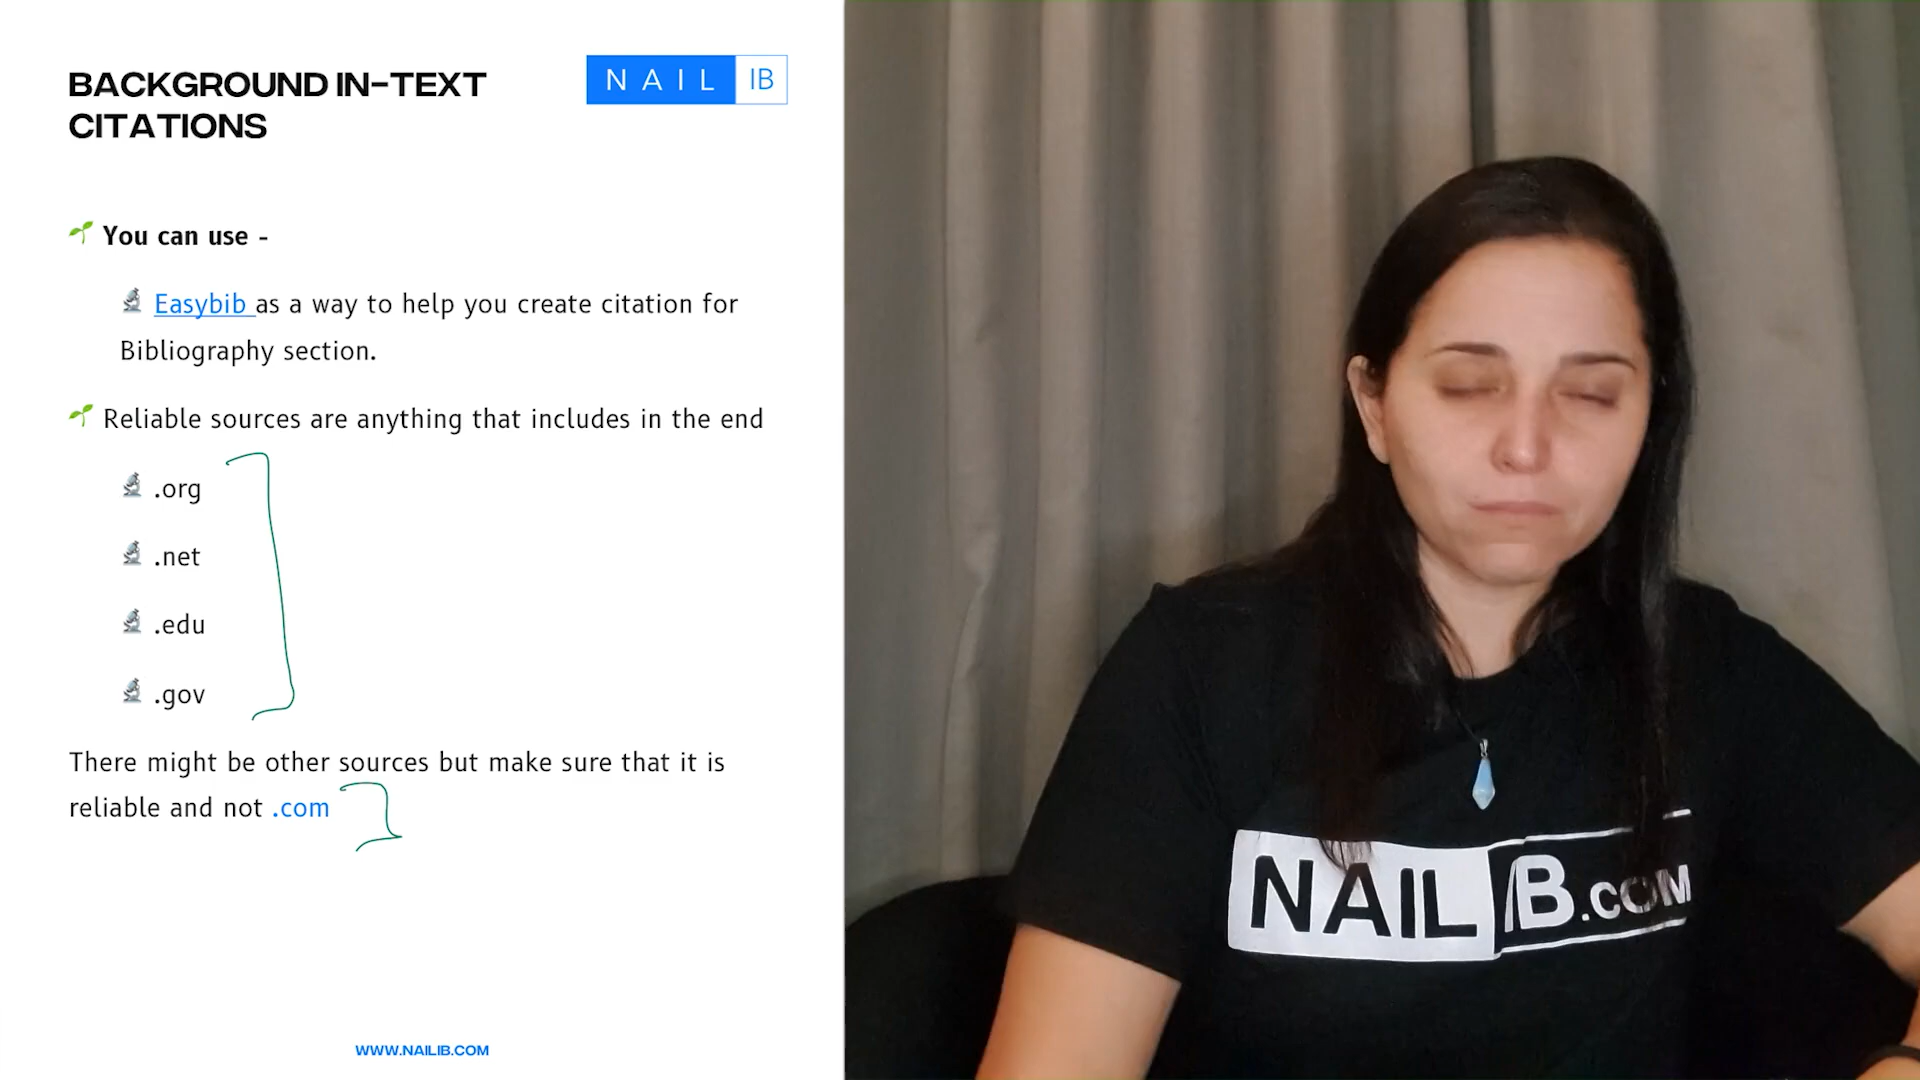 BACKGROUND IN-TEXT
CITATIONS
NAIL IB
You can use -
Easybib as a way to help you create citation for
Bibliography section.
Reliable sources are anything that includes in the end
.org
.net
.edu
.gov
There might be other sources but make sure that it is
reliable and not .com
WWW.NAILIB.COM
NAIL IB.COM